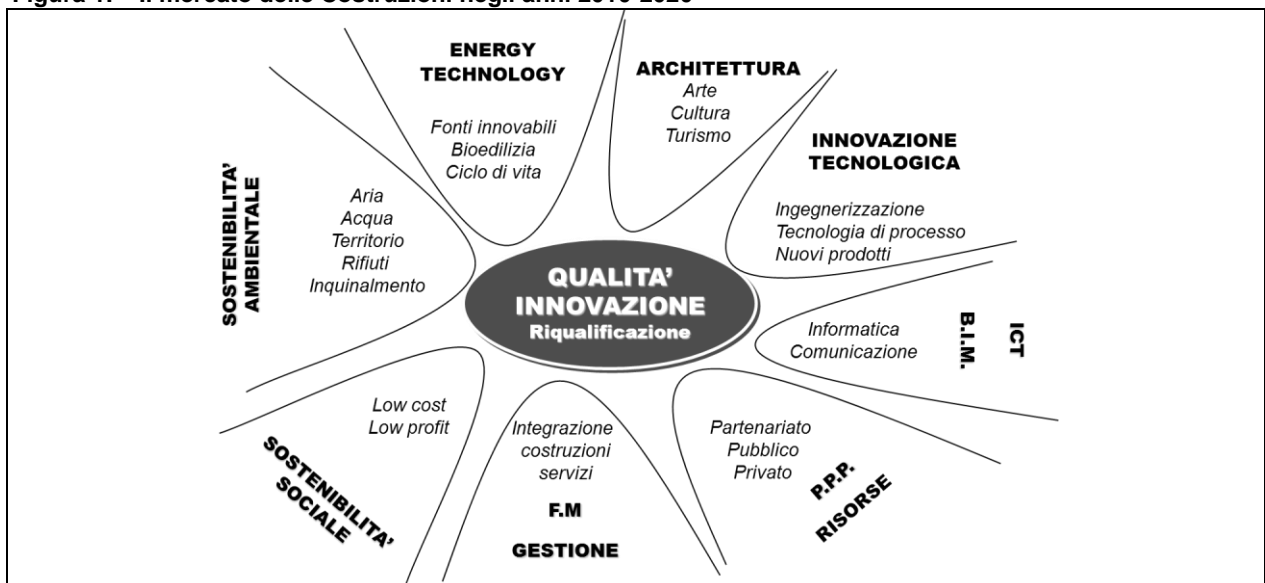 Figura 1. - Il mercato delle Costruzioni negli anni 2010-2020
ENERGY
TECHNOLOGY
Fonti innovabili
Bioedilizia
Ciclo di vita
ARCHITETTURA
Arte
Cultura
Turismo
INNOVAZIONE
TECNOLOGICA
Ingegnerizzazione
Tecnologia di processo
Nuovi prodotti
SOSTENIBILITA'
AMBIENTALE
Aria
Acqua
Territorio
Rifiuti
Inquinalmento
QUALITA'
INNOVAZIONE
Riqualificazione
Informatica
Comunicazione
B.I.M.
ICT
Low cost
Low profit
SOSTENIBILITA'
SOCIALE
Integrazione
costruzioni
servizi
F.M
GESTIONE
Partenariato
Pubblico
Privato
P.P.P.
RISORSE